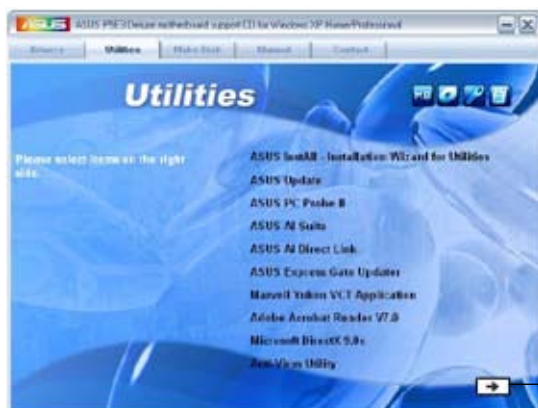 ASUS
ASUS P5E3 Deluxe motherboard support CD for Windows XP Home/Professional
Drivers Utilities Make Disk Manual Contact
Utilities
Please select items on the right
side.
ASUS InstAll - Installation Wizard for Utilities
ASUS Update
ASUS PC Probe II
ASUS AI Suite
ASUS AI Direct Link
ASUS Express Gate Updater
Marvell Yukon VCT Application
Adobe Acrobat Reader V7.0
Microsoft DirectX 9.0c
Anti-Virus Utility